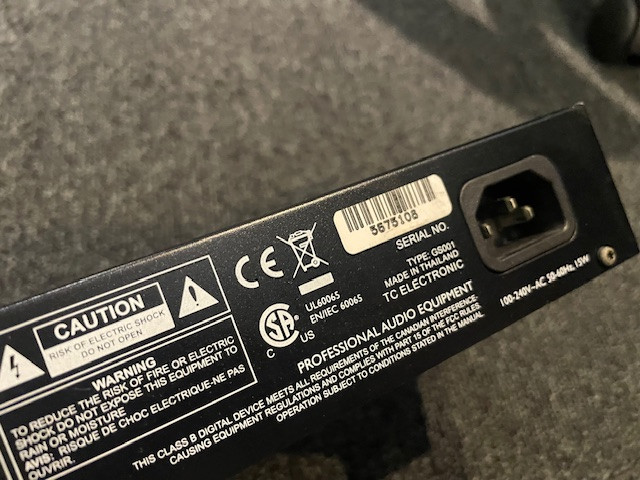 CAUTION
RISK OF ELECTRIC SHOCK
DO NOT OPEN
WARNING
TO REDUCE THE RISK OF FIRE OR ELECTRIC
SHOCK DO NOT EXPOSE THIS EQUIPMENT TO
RAIN OR MOISTURE
AVIS: RISQUE DE CHOC ELECTRIQUE-NE PAS
OUVRIR.
CE
UL60065
EN/IEC 6065
C SA US
5673108
SERIAL NO.
TYPE: GS001
MADE IN THAILAND
TC ELECTRONIC
PROFESSIONAL AUDIO EQUIPMENT
THIS CLASS B DIGITAL DEVICE MEETS ALL REQUIREMENTS OF THE CANADIAN INTERFERENCE-
CAUSING EQUIPMENT REGULATIONS AND COMPLIES WITH PART 15 OF THE FCC RULES.
OPERATION SUBJECT TO CONDITIONS STATED IN THE MANUAL.
100-240V~AC 50-60Hz, 15W